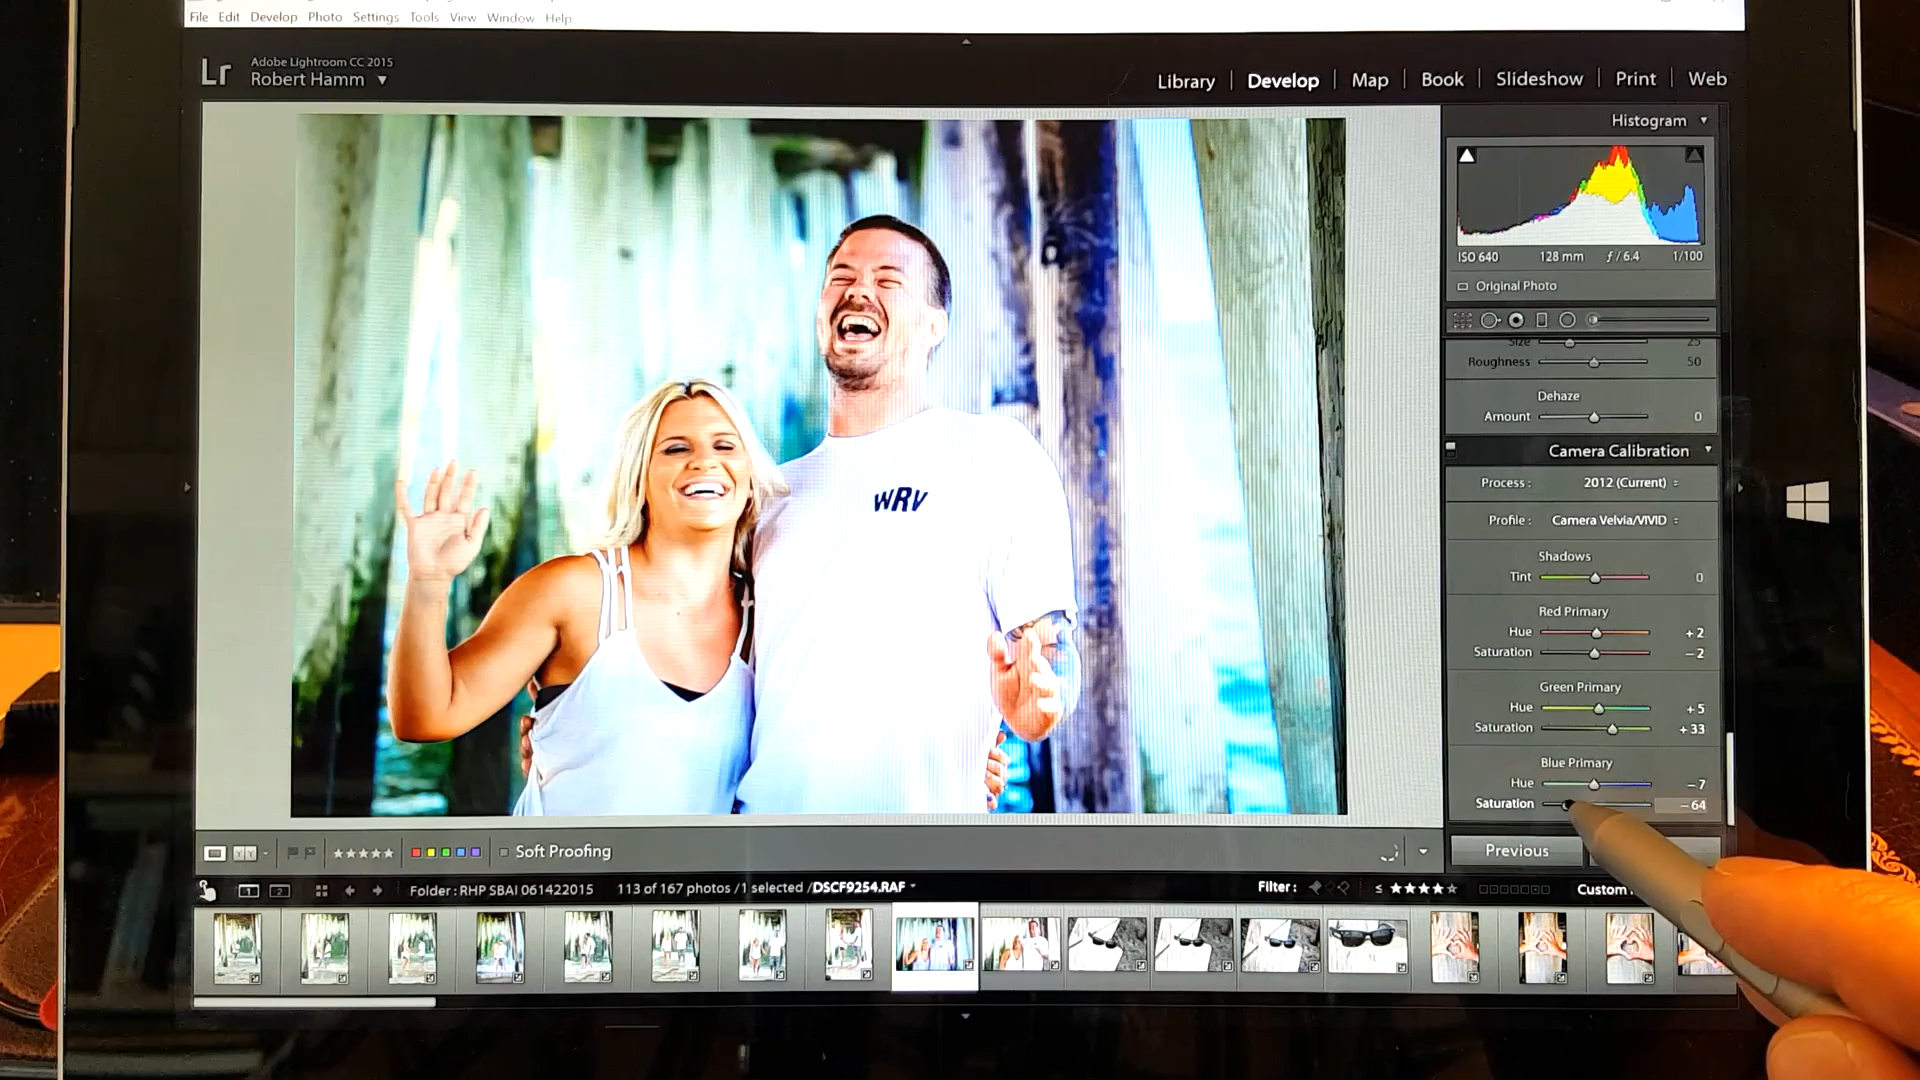 File Edit Develop Photo Settings Tools View Window Help
Lr
Adobe Lightroom CC 2015
Robert Hamm
Library | Develop | Map | Book | Slideshow | Print | Web
Histogram
ISO 640 128 mm ƒ / 6.4 1/100
Original Photo
Size 25
Roughness 50
Dehaze
Amount 0
Camera Calibration
Process : 2012 (Current)
Profile : Camera Velvia/VIVID
Shadows
Tint 0
Red Primary
Hue + 2
Saturation – 2
Green Primary
Hue + 5
Saturation + 33
Blue Primary
Hue – 7
Saturation – 64
WRV
Soft Proofing
Previous
1 2
Folder : RHP SBAI 061422015 113 of 167 photos / 1 selected / DSCF9254.RAF
Filter : ≤ ★★★★☆ Custom